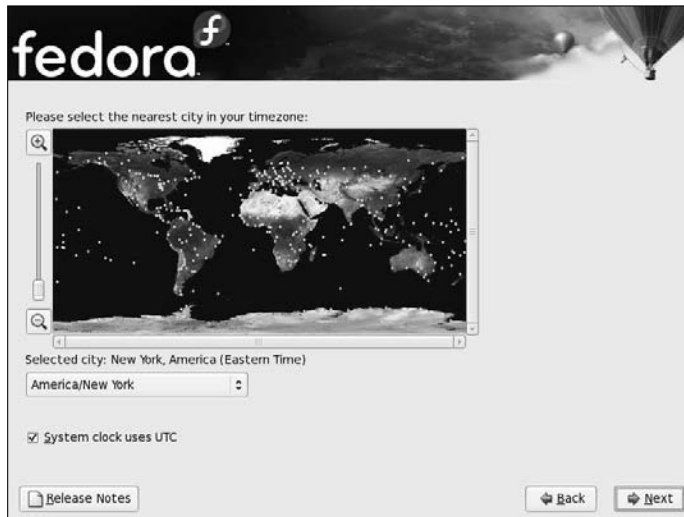 fedora
Please select the nearest city in your timezone:
Selected city: New York, America (Eastern Time)
America/New York
System clock uses UTC
Release Notes
Back
Next